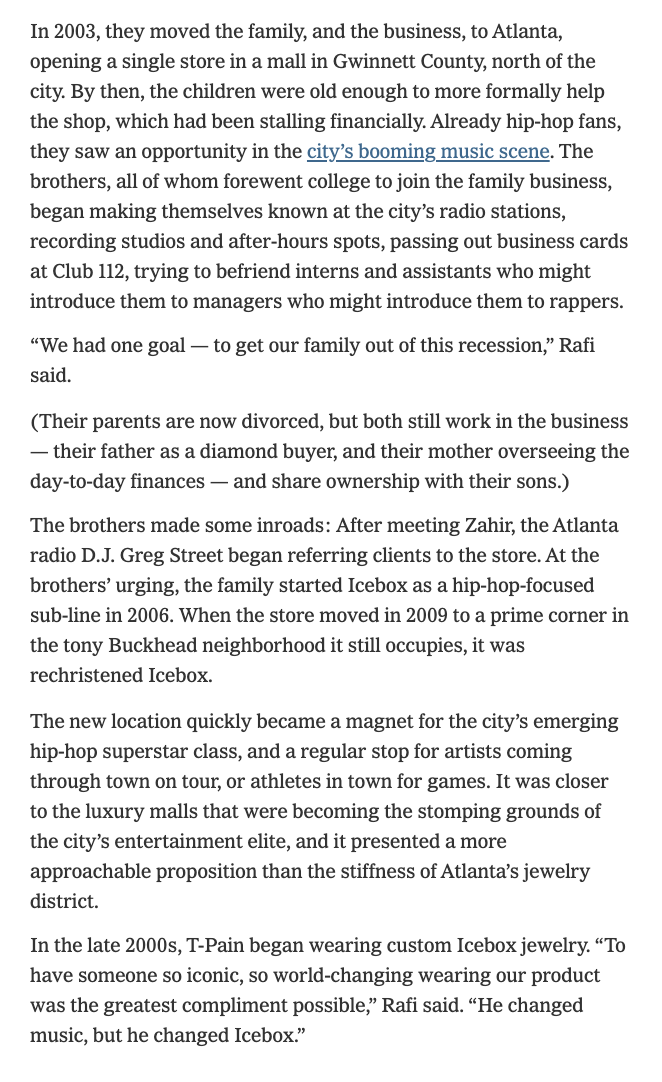 In 2003, they moved the family, and the business, to Atlanta,
opening a single store in a mall in Gwinnett County, north of the
city. By then, the children were old enough to more formally help
the shop, which had been stalling financially. Already hip-hop fans,
they saw an opportunity in the city’s booming music scene. The
brothers, all of whom forewent college to join the family business,
began making themselves known at the city’s radio stations,
recording studios and after-hours spots, passing out business cards
at Club 112, trying to befriend interns and assistants who might
introduce them to managers who might introduce them to rappers.
“We had one goal — to get our family out of this recession,” Rafi
said.
(Their parents are now divorced, but both still work in the business
— their father as a diamond buyer, and their mother overseeing the
day-to-day finances — and share ownership with their sons.)
The brothers made some inroads: After meeting Zahir, the Atlanta
radio D.J. Greg Street began referring clients to the store. At the
brothers’ urging, the family started Icebox as a hip-hop-focused
sub-line in 2006. When the store moved in 2009 to a prime corner in
the tony Buckhead neighborhood it still occupies, it was
rechristened Icebox.
The new location quickly became a magnet for the city’s emerging
hip-hop superstar class, and a regular stop for artists coming
through town on tour, or athletes in town for games. It was closer
to the luxury malls that were becoming the stomping grounds of
the city’s entertainment elite, and it presented a more
approachable proposition than the stiffness of Atlanta’s jewelry
district.
In the late 2000s, T-Pain began wearing custom Icebox jewelry. “To
have someone so iconic, so world-changing wearing our product
was the greatest compliment possible,” Rafi said. “He changed
music, but he changed Icebox.”